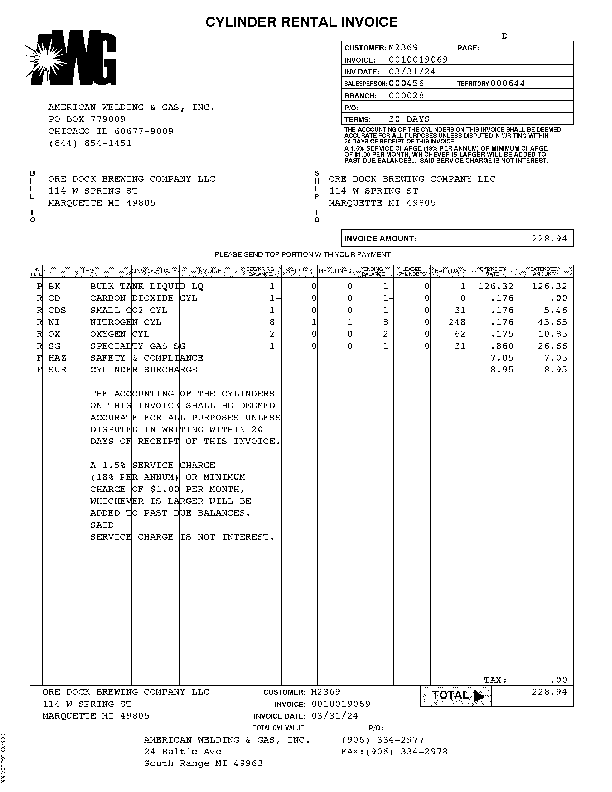 CYLINDER RENTAL INVOICE
AWG
CUSTOMER: M2369 PAGE:
INVOICE: 0010019069
INV DATE: 03/31/24
SALESPERSON: 000456 TERRITORY 000644
BRANCH: 000028
P/O:
TERMS: 30 DAYS
AMERICAN WELDING & GAS, INC.
PO BOX 779009
CHICAGO IL 60677-9009
(844) 854-1451
THE ACCOUNTING OF THE CYLINDERS ON THIS INVOICE SHALL BE DEEMED
ACCURATE FOR ALL PURPOSES UNLESS DISPUTED IN WRITING WITHIN
20 DAYS OF RECEIPT OF THIS INVOICE.
A 1.5% SERVICE CHARGE (18% PER ANNUM) OR MINIMUM CHARGE
OF $1.00 PER MONTH, WHICHEVER IS LARGER WILL BE ADDED TO
PAST DUE BALANCES. SAID SERVICE CHARGE IS NOT INTEREST.
BILL TO
ORE DOCK BREWING COMPANY LLC
114 W SPRING ST
MARQUETTE MI 49805
SHIP TO
ORE DOCK BREWING COMPANY LLC
114 W SPRING ST
MARQUETTE MI 49805
INVOICE AMOUNT: 228.94
PLEASE SEND TOP PORTION WITH YOUR PAYMENT
BK BULK TANK LIQUID LQ 1 0 0 1 0 1 126.32 126.32
R CD CARBON DIOXIDE CYL 1- 0 0 1- 0 0 .176 .00
R CDS SMALL CO2 CYL 1 0 0 1 0 31 .176 5.46
R NI NITROGEN CYL 8 1 1 8 0 248 .176 43.65
R OX OXYGEN CYL 2 0 0 2 0 62 .175
R SG SPECIALTY GAS SG 1 0 0 1 0 31 .860 26.66
F HAZ SAFETY & COMPLIANCE 7.05 7.05
F SUR CYLINDER SURCHARGE 8.95 8.95
THE ACCOUNTING OF THE CYLINDERS
ON THIS INVOICE SHALL BE DEEMED
ACCURATE FOR ALL PURPOSES UNLESS
DISPUTED IN WRITING WITHIN 20
DAYS OF RECEIPT OF THIS INVOICE.
A 1.5% SERVICE CHARGE
(18% PER ANNUM) OR MINIMUM
CHARGE OF $1.00 PER MONTH,
WHICHEVER IS LARGER WILL BE
ADDED TO PAST DUE BALANCES.
SAID
SERVICE CHARGE IS NOT INTEREST.
TAX: .00
TOTAL 228.94
ORE DOCK BREWING COMPANY LLC
114 W SPRING ST
MARQUETTE MI 49805
CUSTOMER: M2369
INVOICE: 0010019069
INVOICE DATE: 03/31/24
TOTAL CYL VALUE P/O:
AMERICAN WELDING & GAS, INC. (906) 334-2977
24 Baltic Ave FAX:(906) 334-2978
South Range MI 49963